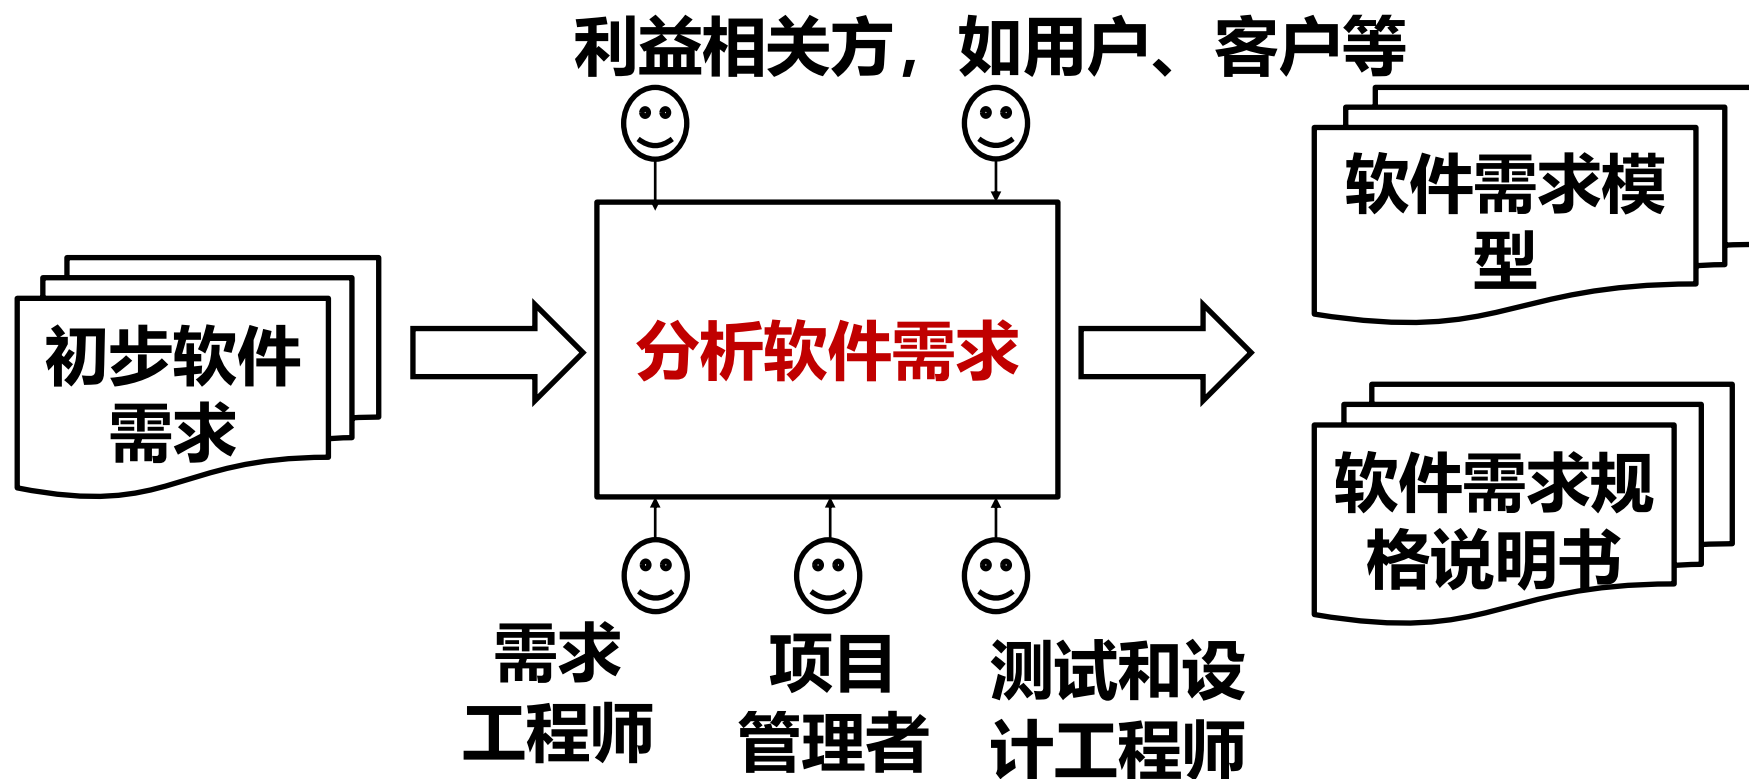 利益相关方，如用户、客户等
初步软件
需求
分析软件需求
软件需求模
型
软件需求规
格说明书
需求
工程师
项目
管理者
测试和设
计工程师